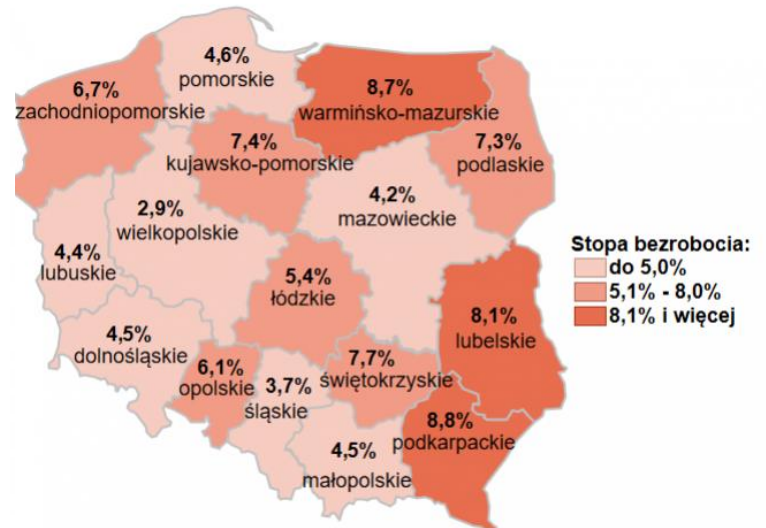 4,6%
pomorskie
6,7%
zachodniopomorskie
8,7%
warmińsko-mazurskie
7,4%
kujawsko-pomorskie
7,3%
podlaskie
4,2%
mazowieckie
2,9%
wielkopolskie
4,4%
lubuskie
5,4%
łódzkie
Stopa bezrobocia:
do 5,0%
5,1% - 8,0%
8,1% i więcej
8,1%
lubelskie
4,5%
dolnośląskie
6,1%
opolskie
3,7%
śląskie
7,7%
świętokrzyskie
8,8%
podkarpackie
4,5%
małopolskie